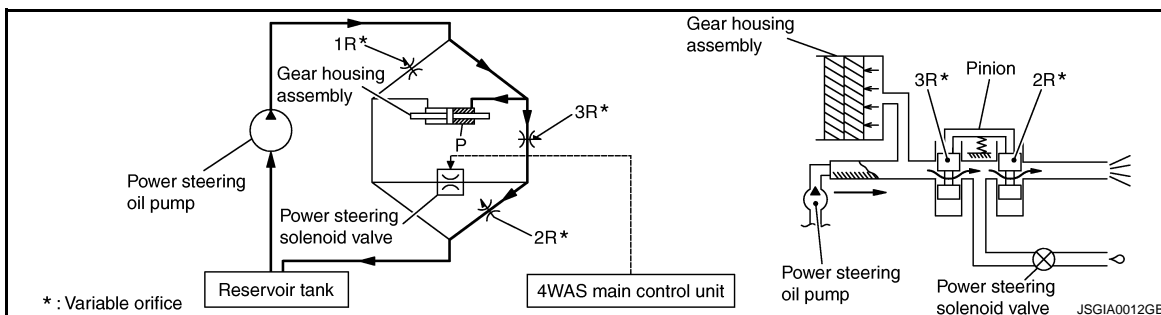 1R*
Gear housing
assembly
3R*
P
Power steering
oil pump
Power steering
solenoid valve
2R*
Reservoir tank
4WAS main control unit
* : Variable orifice
Gear housing
assembly
Pinion
3R*
2R*
Power steering
oil pump
Power steering
solenoid valve
JSGIA0012GB